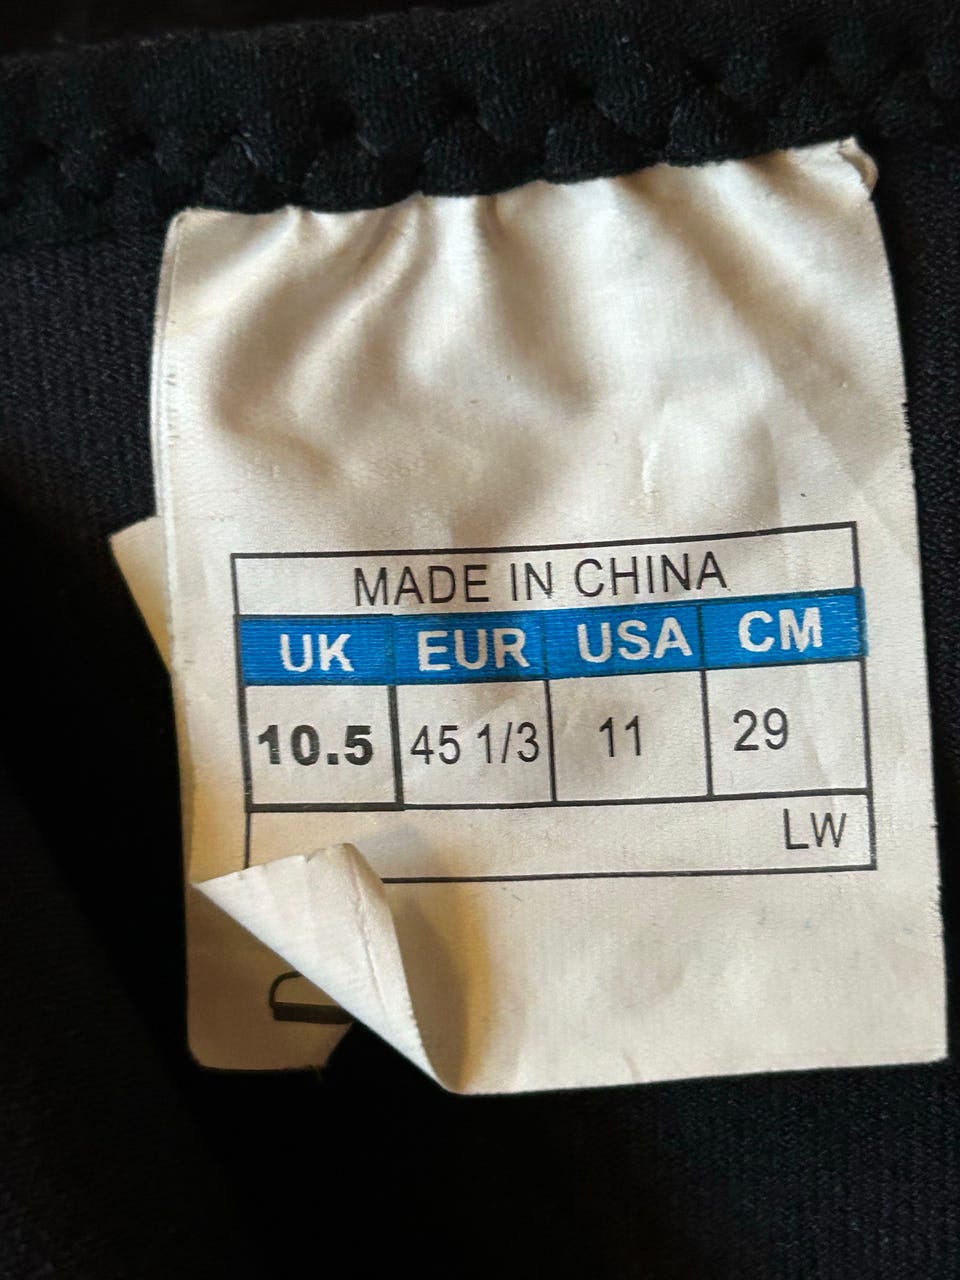 MADE IN CHINA
UK EUR USA CM
10.5 45 1/3 11 29
LW